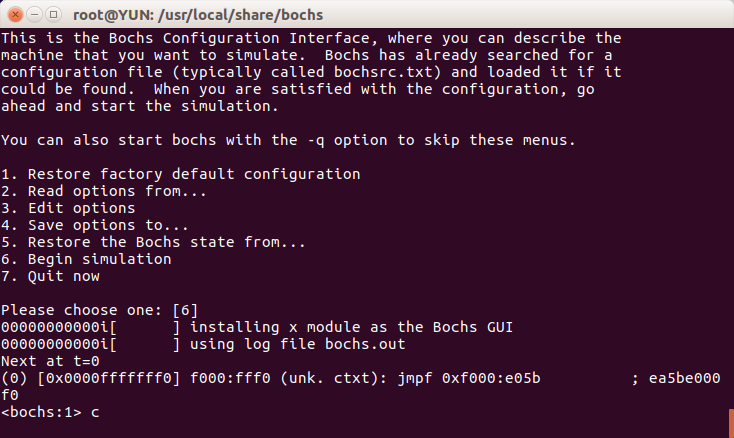 root@YUN: /usr/local/share/bochs
This is the Bochs Configuration Interface, where you can describe the
machine that you want to simulate.  Bochs has already searched for a
configuration file (typically called bochsrc.txt) and loaded it if it
could be found.  When you are satisfied with the configuration, go
ahead and start the simulation.

You can also start bochs with the -q option to skip these menus.

1. Restore factory default configuration
2. Read options from...
3. Edit options
4. Save options to...
5. Restore the Bochs state from...
6. Begin simulation
7. Quit now

Please choose one: [6]
00000000000i[      ] installing x module as the Bochs GUI
00000000000i[      ] using log file bochs.out
Next at t=0
(0) [0x0000fffffff0] f000:fff0 (unk. ctxt): jmpf 0xf000:e05b          ; ea5be000
f0
<bochs:1> c